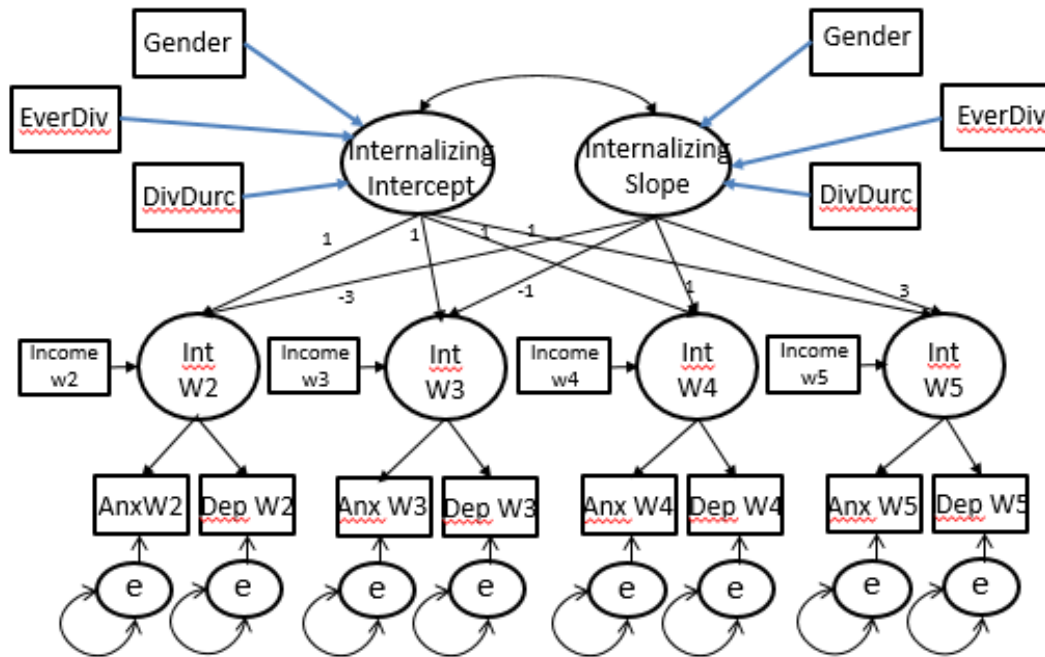 Gender
Gender
EverDiv
EverDiv
Internalizing
Intercept
Internalizing
Slope
DivDurc
DivDurc
1
1
1
1
-3
-1
1
3
Income
w2
Int
W2
Income
w3
Int
W3
Income
w4
Int
W4
Income
w5
Int
W5
AnxW2
Dep W2
Anx W3
Dep W3
Anx W4
Dep W4
Anx W5
Dep W5
e
e
e
e
e
e
e
e